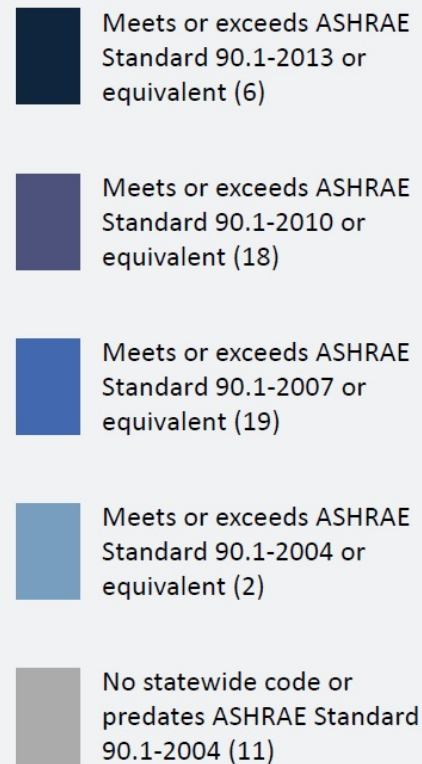 Meets or exceeds ASHRAE
Standard 90.1-2013 or
equivalent (6)
Meets or exceeds ASHRAE
Standard 90.1-2010 or
equivalent (18)
Meets or exceeds ASHRAE
Standard 90.1-2007 or
equivalent (19)
Meets or exceeds ASHRAE
Standard 90.1-2004 or
equivalent (2)
No statewide code or
predates ASHRAE Standard
90.1-2004 (11)